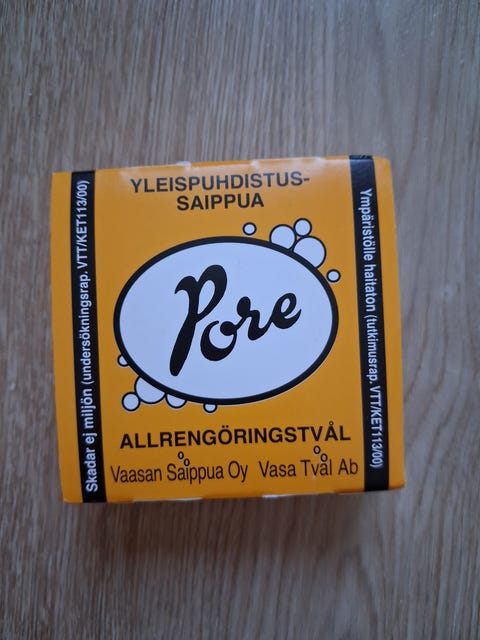 YLEISPUHDISTUS-
SAIPPUA
Pore
ALLRENGÖRINGSTVÅL
Vaasan Saippua Oy Vasa Tvål Ab
Skadar ej miljön (undersökningsrap. VTT/KET113/00)
Ympäristölle haitaton (tutkimusrap. VTT/KET113/00)